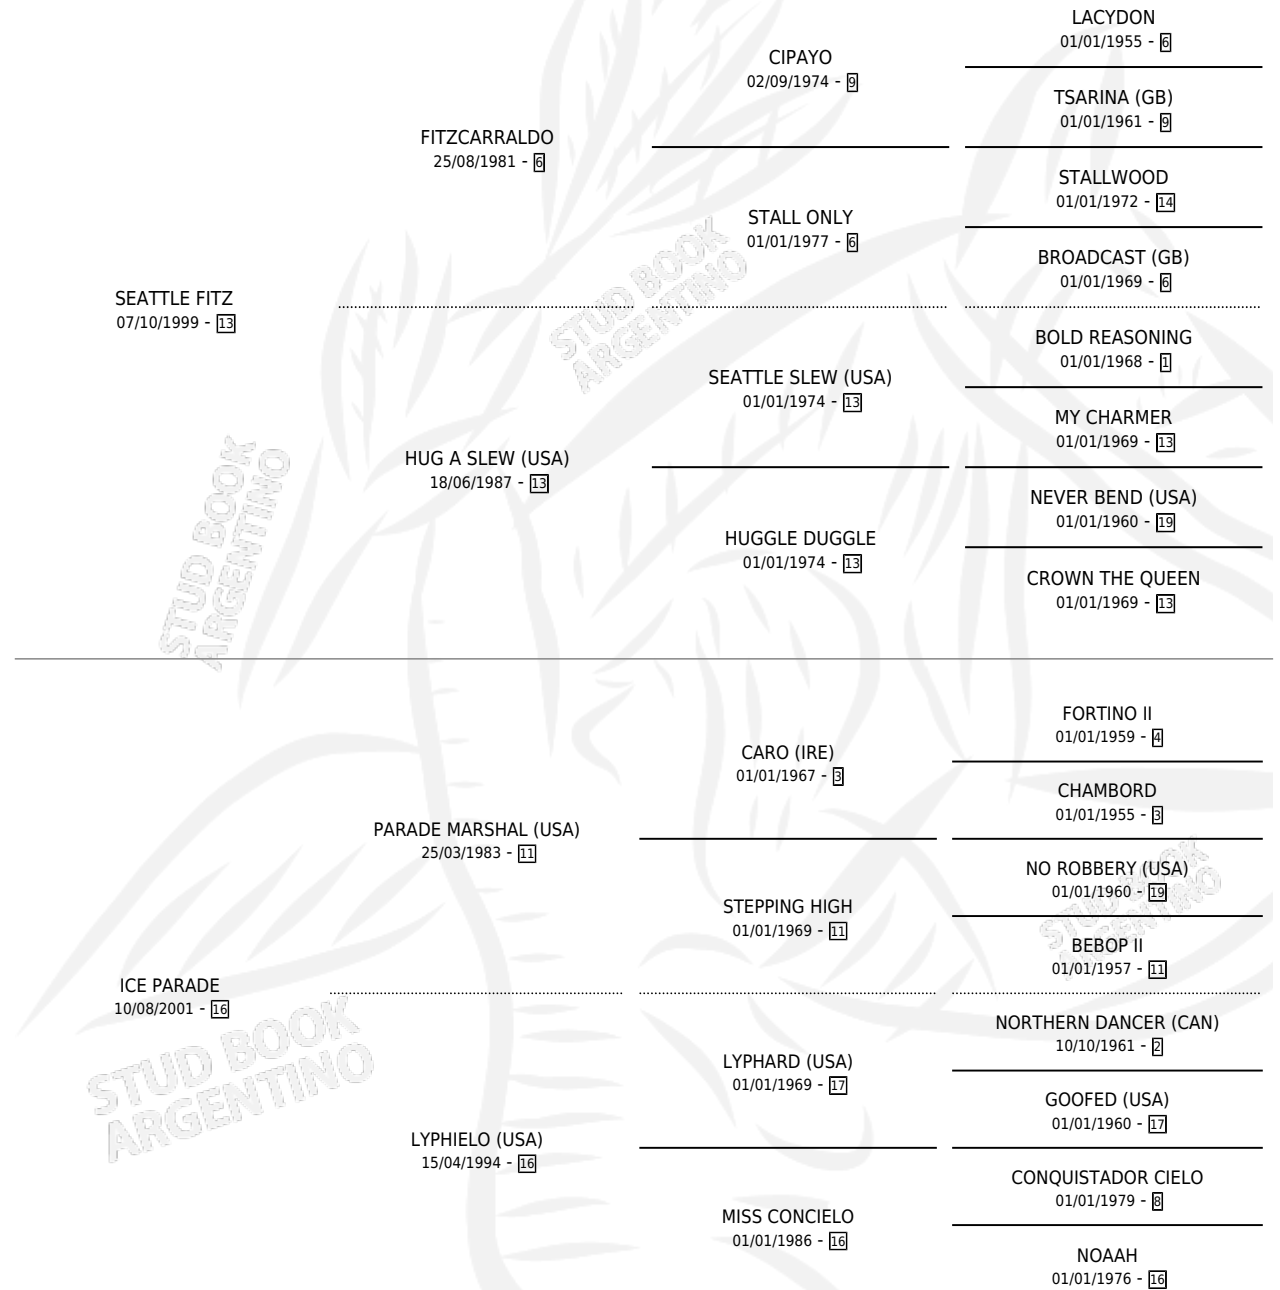 LACYDON
01/01/1955 - 6
CIPAYO
02/09/1974 - 9
TSARINA (GB)
01/01/1961 - 9
FITZCARRALDO
25/08/1981 - 6
STALLWOOD
01/01/1972 - 14
STALL ONLY
01/01/1977 - 6
BROADCAST (GB)
01/01/1969 - 6
SEATTLE FITZ
07/10/1999 - 13
BOLD REASONING
01/01/1968 - 1
SEATTLE SLEW (USA)
01/01/1974 - 13
MY CHARMER
01/01/1969 - 13
HUG A SLEW (USA)
18/06/1987 - 13
NEVER BEND (USA)
01/01/1960 - 19
HUGGLE DUGGLE
01/01/1974 - 13
CROWN THE QUEEN
01/01/1969 - 13
FORTINO II
01/01/1959 - 4
CARO (IRE)
01/01/1967 - 3
CHAMBORD
01/01/1955 - 3
PARADE MARSHAL (USA)
25/03/1983 - 11
NO ROBBERY (USA)
01/01/1960 - 19
STEPPING HIGH
01/01/1969 - 11
BEBOP II
01/01/1957 - 11
ICE PARADE
10/08/2001 - 16
NORTHERN DANCER (CAN)
10/10/1961 - 2
LYPHARD (USA)
01/01/1969 - 17
GOOFED (USA)
01/01/1960 - 17
LYPHIELO (USA)
15/04/1994 - 16
CONQUISTADOR CIELO
01/01/1979 - 8
MISS CONCIELO
01/01/1986 - 16
NOAAH
01/01/1976 - 16
STUD BOOK
ARGENTINO
STUD BOOK
ARGENTINO
STUD BOOK
ARGENTINO
STUD BOOK
ARGENTINO